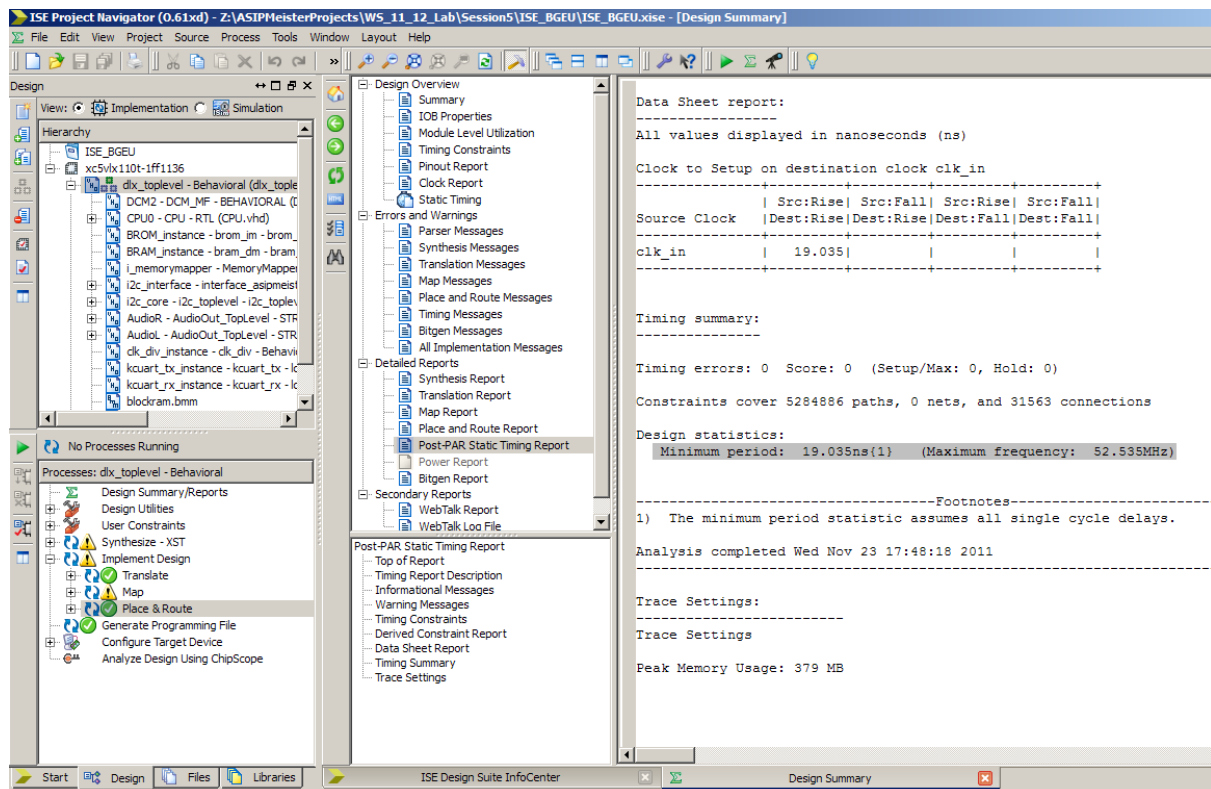 ISE Project Navigator (0.61xd) - Z:\ASIPMeisterProjects\WS_11_12_Lab\Session5\ISE_BGEU\ISE_BGEU.xise - [Design Summary]
File Edit View Project Source Process Tools Window Layout Help
Design
View: Implementation Simulation
Hierarchy
ISE_BGEU
xc5vlx110t-1ff1136
dlx_toplevel - Behavioral (dlx_tople
DCM2 - DCM_MF - BEHAVIORAL (D
CPU0 - CPU - RTL (CPU.vhd)
BROM_instance - brom_im - brom_
BRAM_instance - bram_dm - bram_
i_memorymapper - MemoryMapper
i2c_interface - interface_asipmeist
i2c_core - i2c_toplevel - i2c_toplev
AudioR - AudioOut_TopLevel - STR
AudioL - AudioOut_TopLevel - STR
clk_div_instance - clk_div - Behavio
kcuart_tx_instance - kcuart_tx - lo
kcuart_rx_instance - kcuart_rx - lo
blockram.bmm
No Processes Running
Processes: dlx_toplevel - Behavioral
Design Summary/Reports
Design Utilities
User Constraints
Synthesize - XST
Implement Design
Translate
Map
Place & Route
Generate Programming File
Configure Target Device
Analyze Design Using ChipScope
Start Design Files Libraries
Design Overview
Summary
IOB Properties
Module Level Utilization
Timing Constraints
Pinout Report
Clock Report
Static Timing
Errors and Warnings
Parser Messages
Synthesis Messages
Translation Messages
Map Messages
Place and Route Messages
Timing Messages
Bitgen Messages
All Implementation Messages
Detailed Reports
Synthesis Report
Translation Report
Map Report
Place and Route Report
Post-PAR Static Timing Report
Power Report
Bitgen Report
Secondary Reports
WebTalk Report
WebTalk Log File
Post-PAR Static Timing Report
Top of Report
Timing Report Description
Informational Messages
Warning Messages
Timing Constraints
Derived Constraint Report
Data Sheet Report
Timing Summary
Trace Settings
Data Sheet report:
-----------------
All values displayed in nanoseconds (ns)
Clock to Setup on destination clock clk_in
---------------+---------+---------+---------+---------+
| Src:Rise| Src:Fall| Src:Rise| Src:Fall|
Source Clock |Dest:Rise|Dest:Rise|Dest:Fall|Dest:Fall|
---------------+---------+---------+---------+---------+
clk_in | 19.035| | | |
---------------+---------+---------+---------+---------+
Timing summary:
---------------
Timing errors: 0 Score: 0 (Setup/Max: 0, Hold: 0)
Constraints cover 5284886 paths, 0 nets, and 31563 connections
Design statistics:
Minimum period: 19.035ns{1} (Maximum frequency: 52.535MHz)
------------------------------------Footnotes------------------------
1) The minimum period statistic assumes all single cycle delays.
Analysis completed Wed Nov 23 17:48:18 2011
---------------------------------------------------------------------
Trace Settings:
-------------------------
Trace Settings
Peak Memory Usage: 379 MB
ISE Design Suite InfoCenter
Design Summary